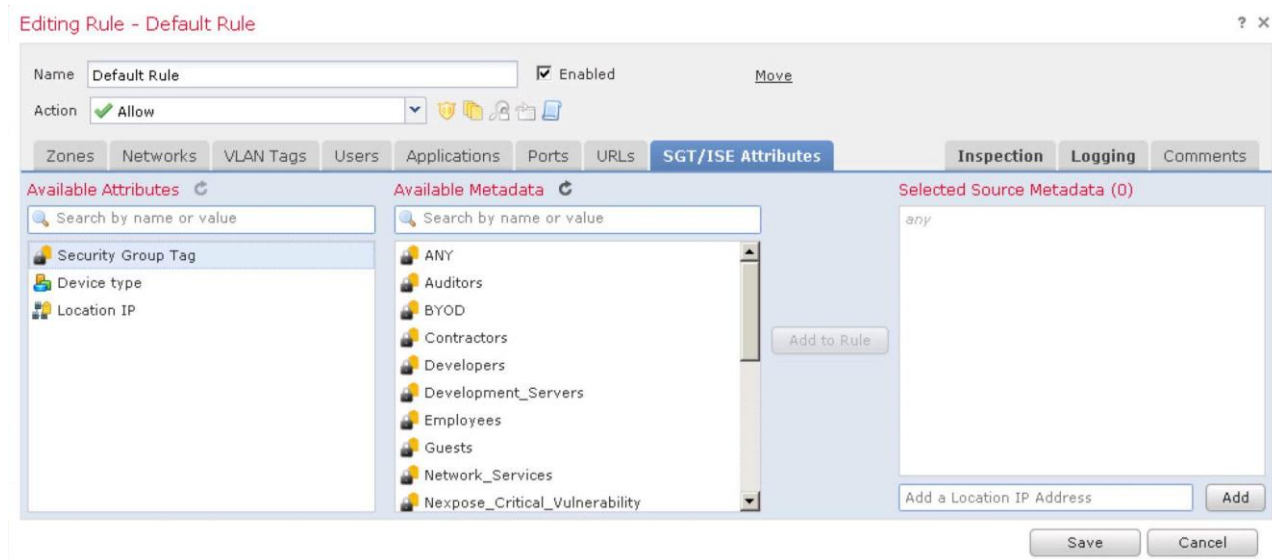 Editing Rule - Default Rule ? ×
Name Default Rule Enabled Move
Action Allow
Zones Networks VLAN Tags Users Applications Ports URLs SGT/ISE Attributes Inspection Logging Comments
Available Attributes Available Metadata Selected Source Metadata (0)
Search by name or value Search by name or value any
Security Group Tag ANY
Device type Auditors
Location IP BYOD
Contractors
Add to Rule
Developers
Development_Servers
Employees
Guests
Network_Services
Nexpose_Critical_Vulnerability Add a Location IP Address Add
Save Cancel